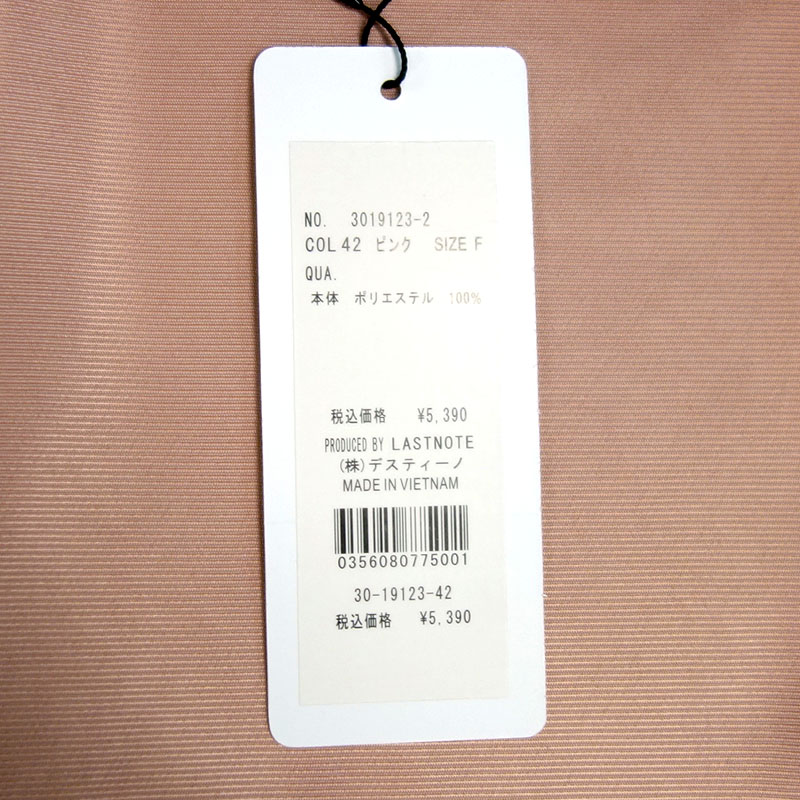 NO. 3019123-2
COL 42 ピンク SIZE F
QUA.
本体 ポリエステル 100%
税込価格 ¥5,390
PRODUCED BY LASTNOTE
(株)デスティーノ
MADE IN VIETNAM
0356080775001
30-19123-42
税込価格 ¥5,390